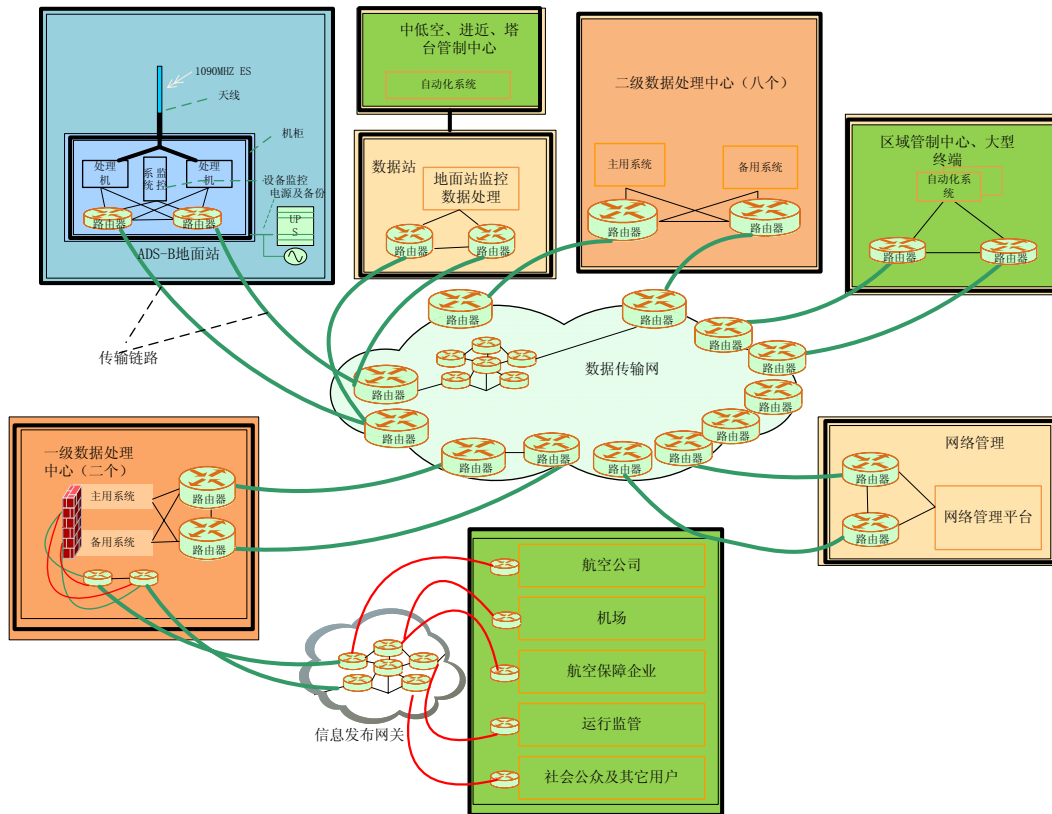 1090MHZ ES
天线
机柜
处理
机
系监
统控
处理
机
设备监控
电源及备份
UP
S
路由器
路由器
ADS-B地面站
传输链路
中低空、进近、塔
台管制中心
自动化系统
数据站
地面站监控
数据处理
路由器
路由器
二级数据处理中心（八个）
主用系统
备用系统
路由器
路由器
区域管制中心、大型
终端
自动化系
统
路由器
路由器
数据传输网
路由器
路由器
路由器
路由器
路由器
路由器
路由器
路由器
路由器
路由器
路由器
路由器
一级数据处理
中心（二个）
主用系统
备用系统
路由器
路由器
网络管理
路由器
路由器
网络管理平台
信息发布网关
航空公司
机场
航空保障企业
运行监管
社会公众及其它用户